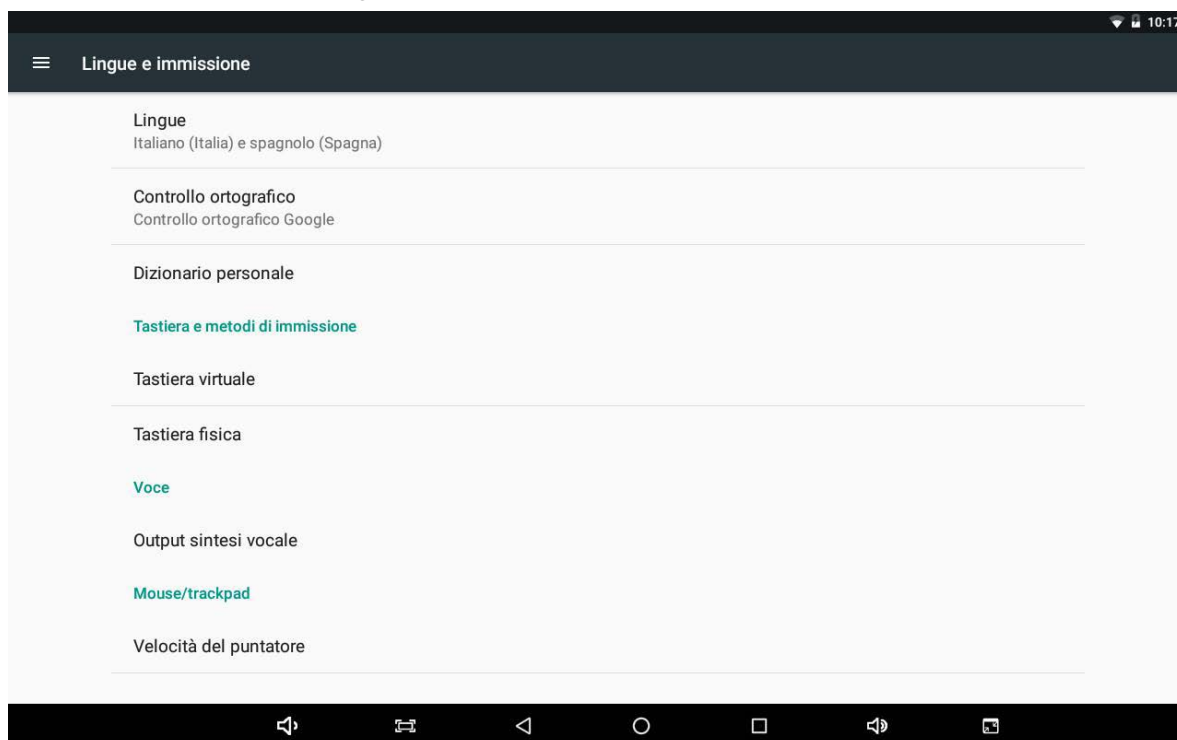 10:17
Lingue e immissione
Lingue
Italiano (Italia) e spagnolo (Spagna)
Controllo ortografico
Controllo ortografico Google
Dizionario personale
Tastiera e metodi di immissione
Tastiera virtuale
Tastiera fisica
Voce
Output sintesi vocale
Mouse/trackpad
Velocità del puntatore